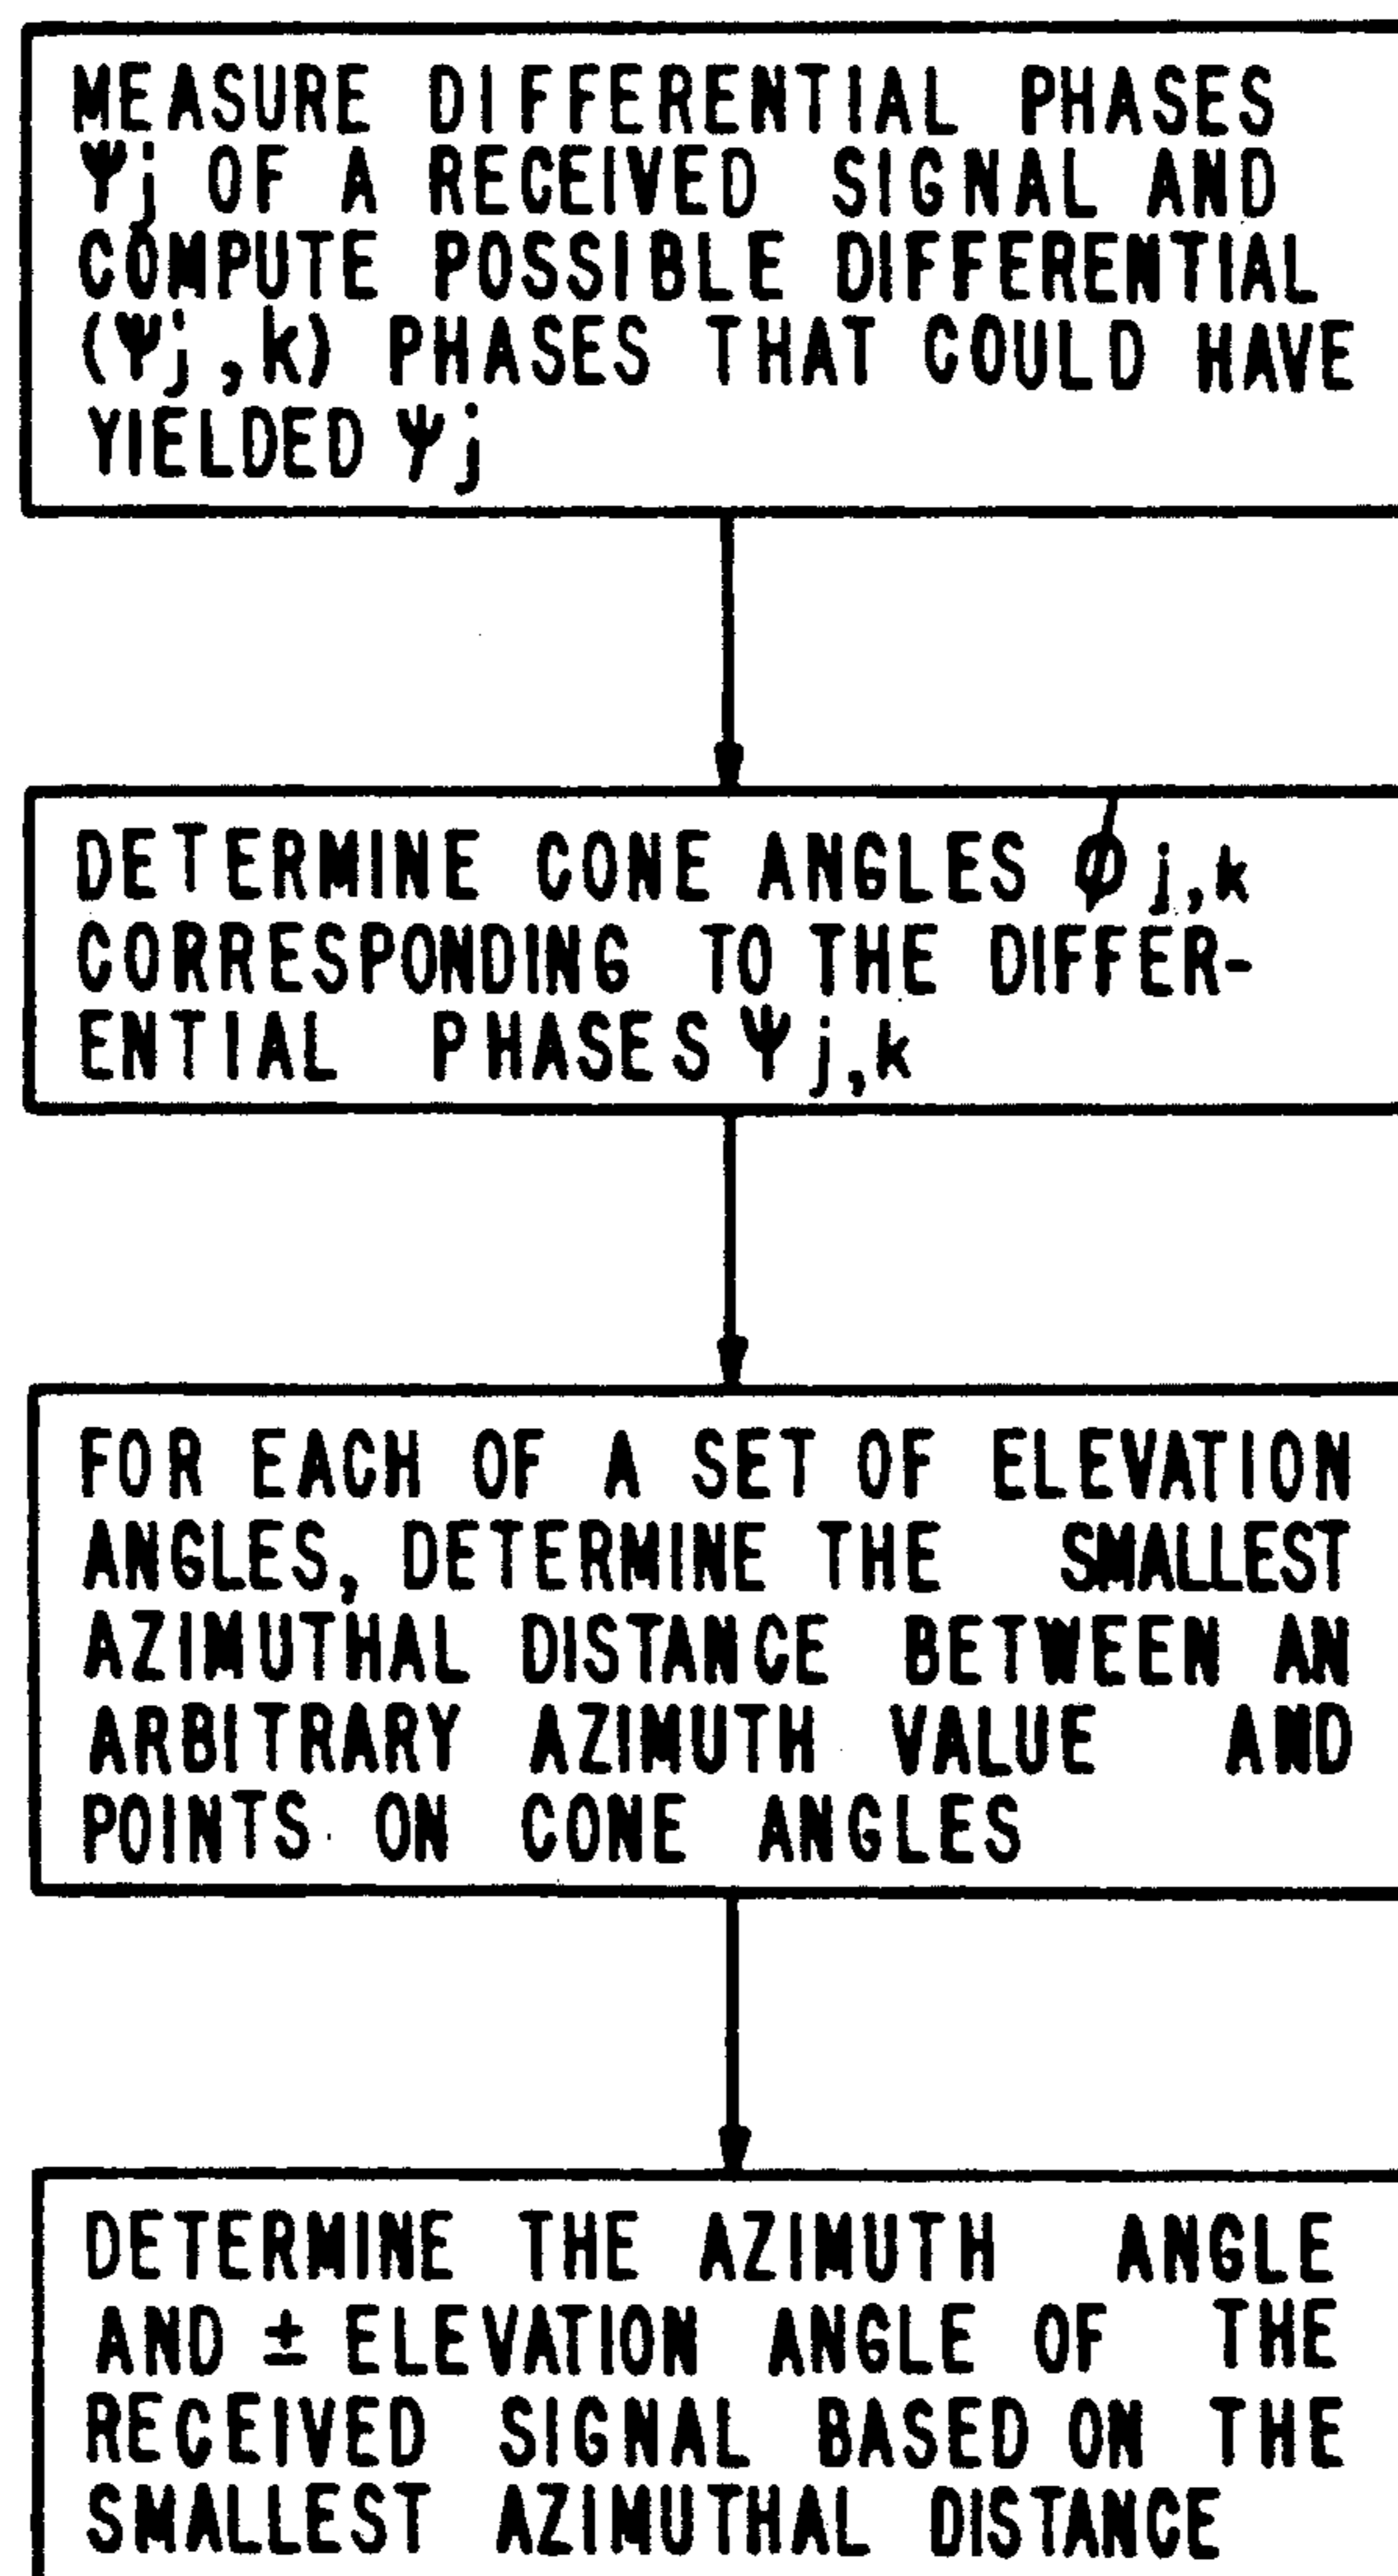 MEASURE DIFFERENTIAL PHASES
Ψj OF A RECEIVED SIGNAL AND
COMPUTE POSSIBLE DIFFERENTIAL
(Ψj,k) PHASES THAT COULD HAVE
YIELDED Ψj
DETERMINE CONE ANGLES ϕ j,k
CORRESPONDING TO THE DIFFER-
ENTIAL PHASES Ψ j,k
FOR EACH OF A SET OF ELEVATION
ANGLES, DETERMINE THE SMALLEST
AZIMUTHAL DISTANCE BETWEEN AN
ARBITRARY AZIMUTH VALUE AND
POINTS ON CONE ANGLES
DETERMINE THE AZIMUTH ANGLE
AND ± ELEVATION ANGLE OF THE
RECEIVED SIGNAL BASED ON THE
SMALLEST AZIMUTHAL DISTANCE